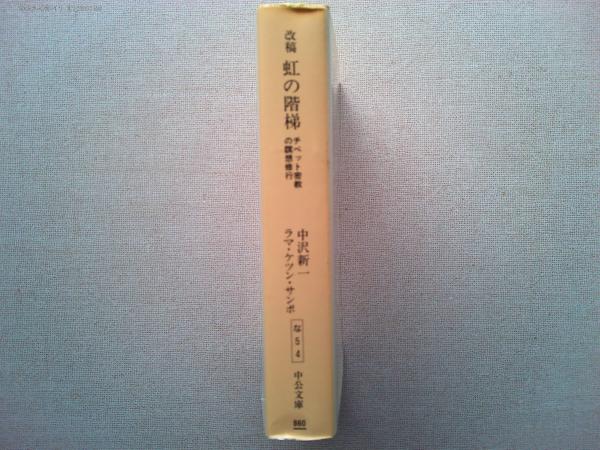 改稿 虹の階梯
チベット密教
の瞑想修行
中沢新一
ラマ・ケツン・サンポ
な
5
4
中公文庫
860